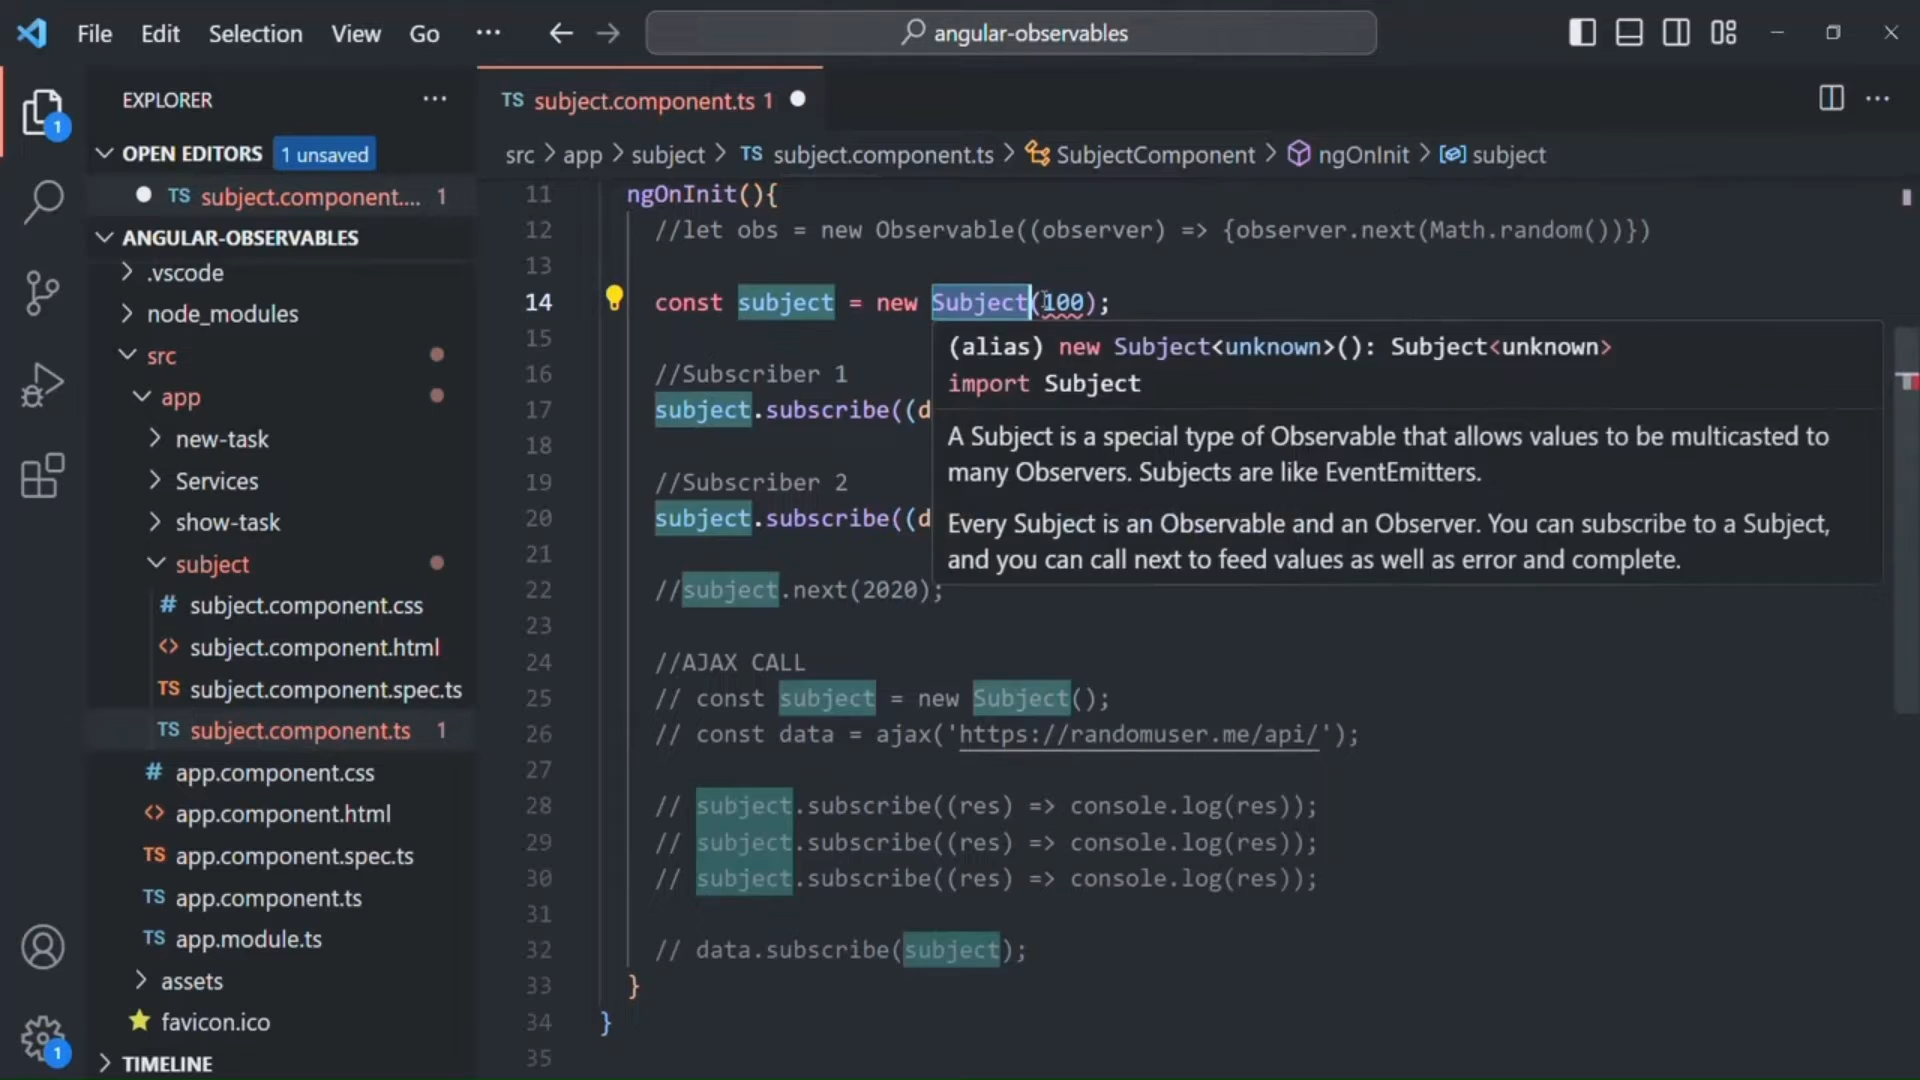 File Edit Selection View Go ··· angular-observables
EXPLORER ···
OPEN EDITORS 1 unsaved
TS subject.component.... 1
ANGULAR-OBSERVABLES
.vscode
node_modules
src
app
new-task
Services
show-task
subject
# subject.component.css
<> subject.component.html
TS subject.component.spec.ts
TS subject.component.ts 1
# app.component.css
<> app.component.html
TS app.component.spec.ts
TS app.component.ts
TS app.module.ts
assets
favicon.ico
TIMELINE
1
1
TS subject.component.ts 1
src > app > subject > TS subject.component.ts > SubjectComponent > ngOnInit > subject
11 ngOnInit(){
12 //let obs = new Observable((observer) => {observer.next(Math.random())})
13
14 const subject = new Subject(100);
15
16 //Subscriber 1
17 subject.subscribe((d
18
19 //Subscriber 2
20 subject.subscribe((d
21
22 //subject.next(2020);
23
24 //AJAX CALL
25 // const subject = new Subject();
26 // const data = ajax('https://randomuser.me/api/');
27
28 // subject.subscribe((res) => console.log(res));
29 // subject.subscribe((res) => console.log(res));
30 // subject.subscribe((res) => console.log(res));
31
32 // data.subscribe(subject);
33 }
34 }
35
(alias) new Subject<unknown>(): Subject<unknown>
import Subject
A Subject is a special type of Observable that allows values to be multicasted to
many Observers. Subjects are like EventEmitters.
Every Subject is an Observable and an Observer. You can subscribe to a Subject,
and you can call next to feed values as well as error and complete.